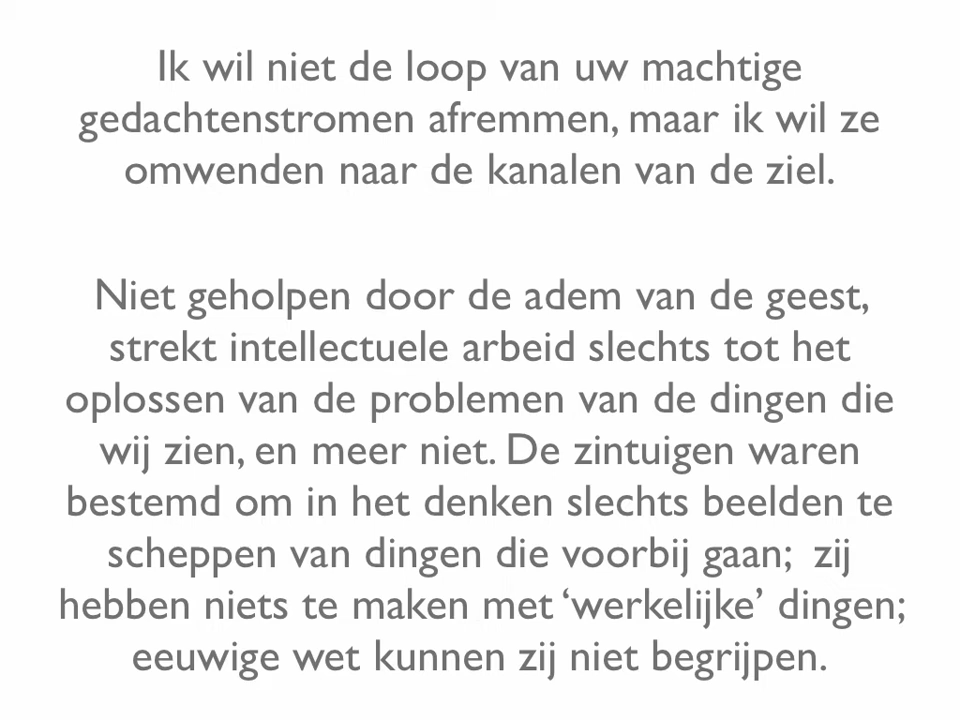 Ik wil niet de loop van uw machtige
gedachtenstromen afremmen, maar ik wil ze
omwenden naar de kanalen van de ziel.
Niet geholpen door de adem van de geest,
strekt intellectuele arbeid slechts tot het
oplossen van de problemen van de dingen die
wij zien, en meer niet. De zintuigen waren
bestemd om in het denken slechts beelden te
scheppen van dingen die voorbij gaan;  zij
hebben niets te maken met ‘werkelijke’ dingen;
eeuwige wet kunnen zij niet begrijpen.